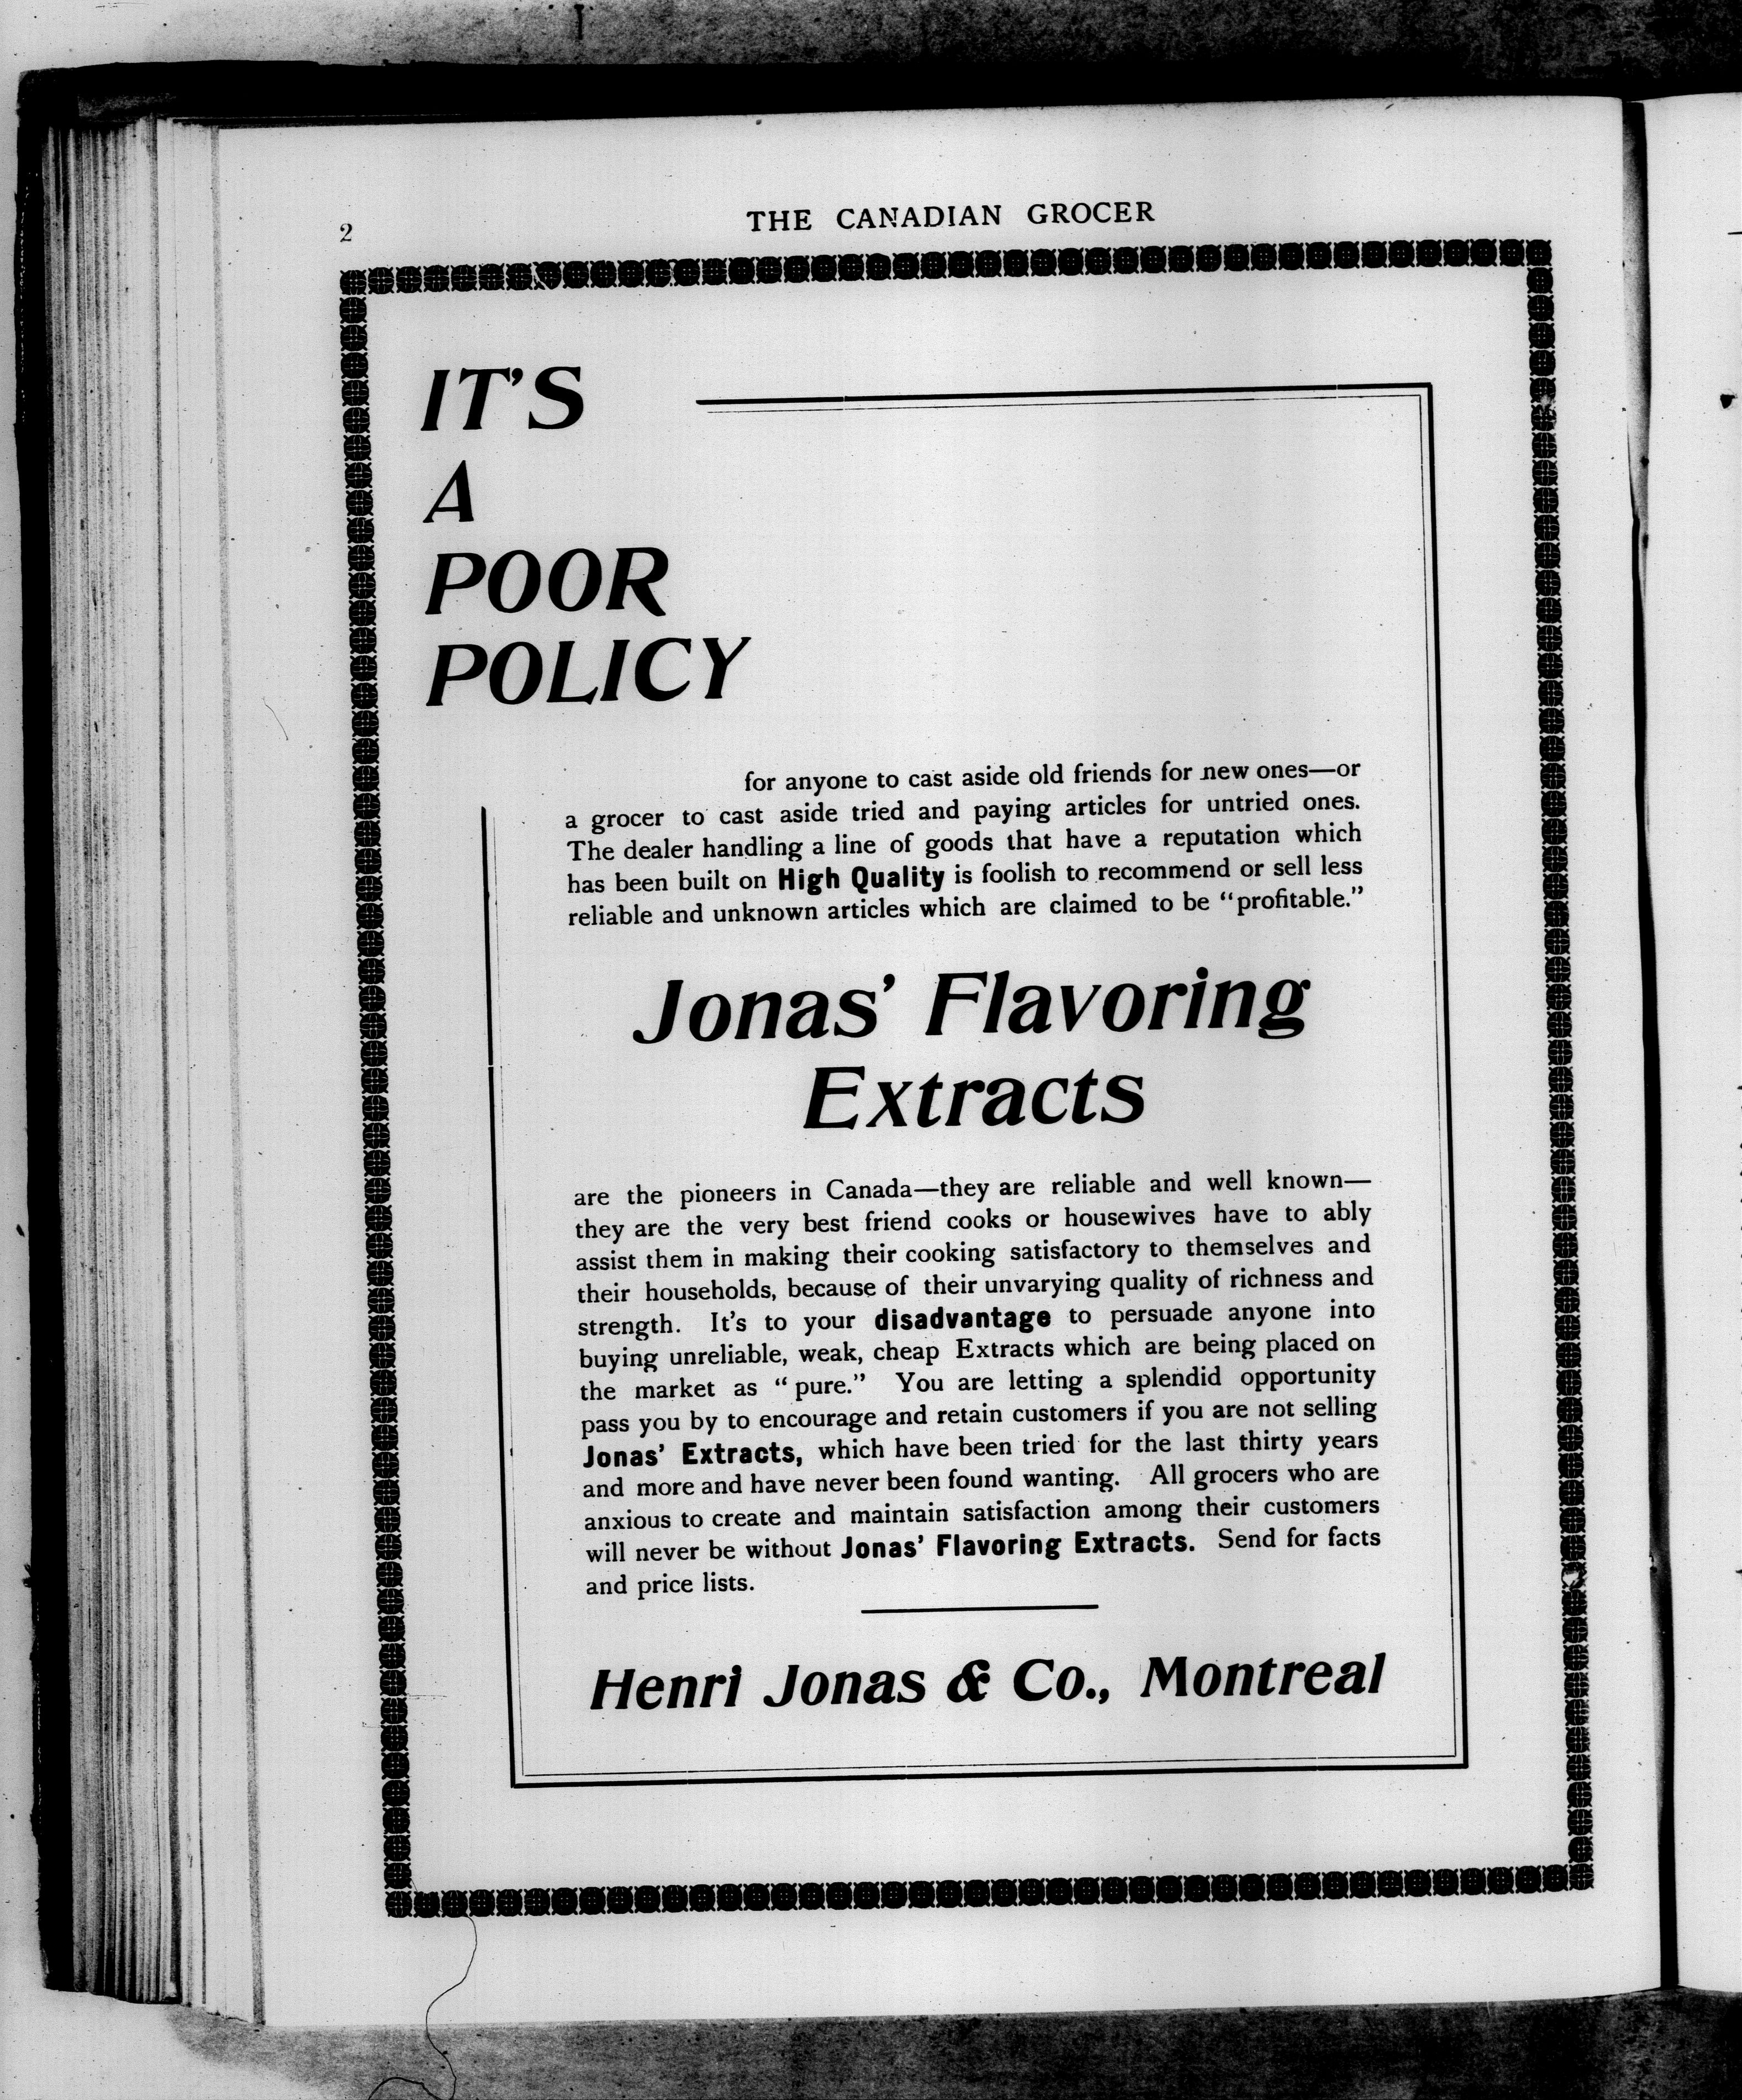 2
THE CANADIAN GROCER
IT'S
A
POOR
POLICY
for anyone to cast aside old friends for new ones—or
a grocer to cast aside tried and paying articles for untried ones.
The dealer handling a line of goods that have a reputation which
has been built on High Quality is foolish to recommend or sell less
reliable and unknown articles which are claimed to be "profitable."
Jonas' Flavoring
Extracts
are the pioneers in Canada—they are reliable and well known—
they are the very best friend cooks or housewives have to ably
assist them in making their cooking satisfactory to themselves and
their households, because of their unvarying quality of richness and
strength. It's to your disadvantage to persuade anyone into
buying unreliable, weak, cheap Extracts which are being placed on
the market as " pure." You are letting a splendid opportunity
pass you by to encourage and retain customers if you are not selling
Jonas' Extracts, which have been tried for the last thirty years
and more and have never been found wanting. All grocers who are
anxious to create and maintain satisfaction among their customers
will never be without Jonas' Flavoring Extracts. Send for facts
and price lists.
Henri Jonas & Co., Montreal